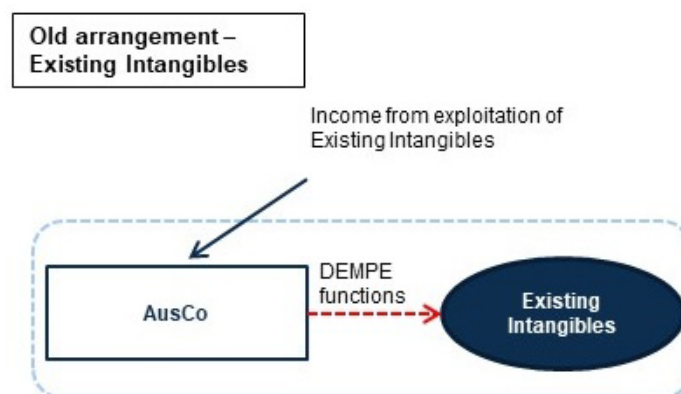 Old arrangement –
Existing Intangibles
Income from exploitation of
Existing Intangibles
DEMPE
functions
AusCo
Existing
Intangibles